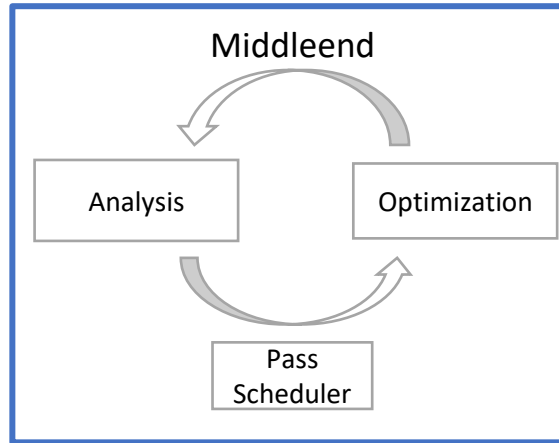 Middleend
Analysis
Optimization
Pass
Scheduler